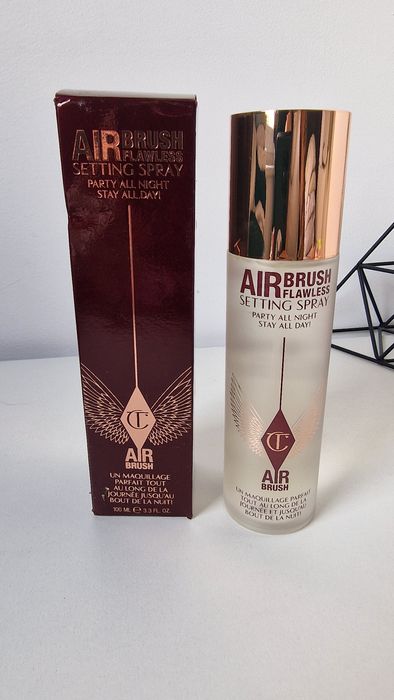 AIRBRUSH
FLAWLESS
SETTING SPRAY
PARTY ALL NIGHT
STAY ALL DAY!
CT
AIR
BRUSH
UN MAQUILLAGE
PARFAIT TOUT
AU LONG DE LA
JOURNÉE JUSQU'AU
BOUT DE LA NUIT!
100 ML ℮ 3.3 FL. OZ.
AIRBRUSH
FLAWLESS
SETTING SPRAY
PARTY ALL NIGHT
STAY ALL DAY!
CT
AIR
BRUSH
UN MAQUILLAGE PARFAIT
TOUT AU LONG DE LA
JOURNÉE ET JUSQU'AU
BOUT DE LA NUIT!